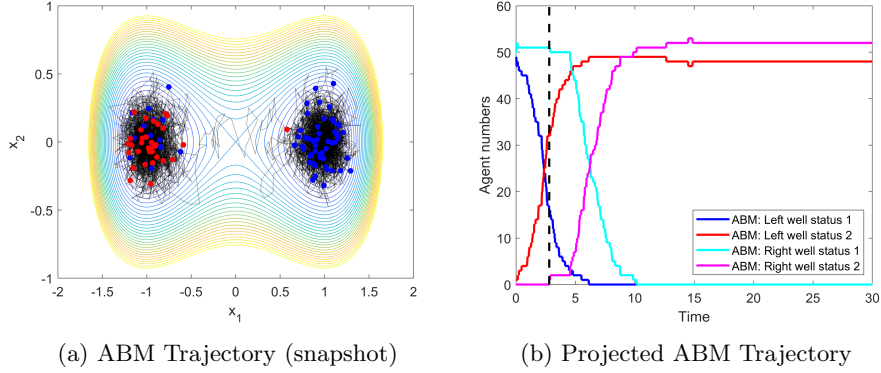 1
0.5
0
-0.5
-1
x2
-2 -1.5 -1 -0.5 0 0.5 1 1.5 2
x1
(a) ABM Trajectory (snapshot)
60
50
40
30
20
10
0
Agent numbers
ABM: Left well status 1
ABM: Left well status 2
ABM: Right well status 1
ABM: Right well status 2
0 5 10 15 20 25 30
Time
(b) Projected ABM Trajectory